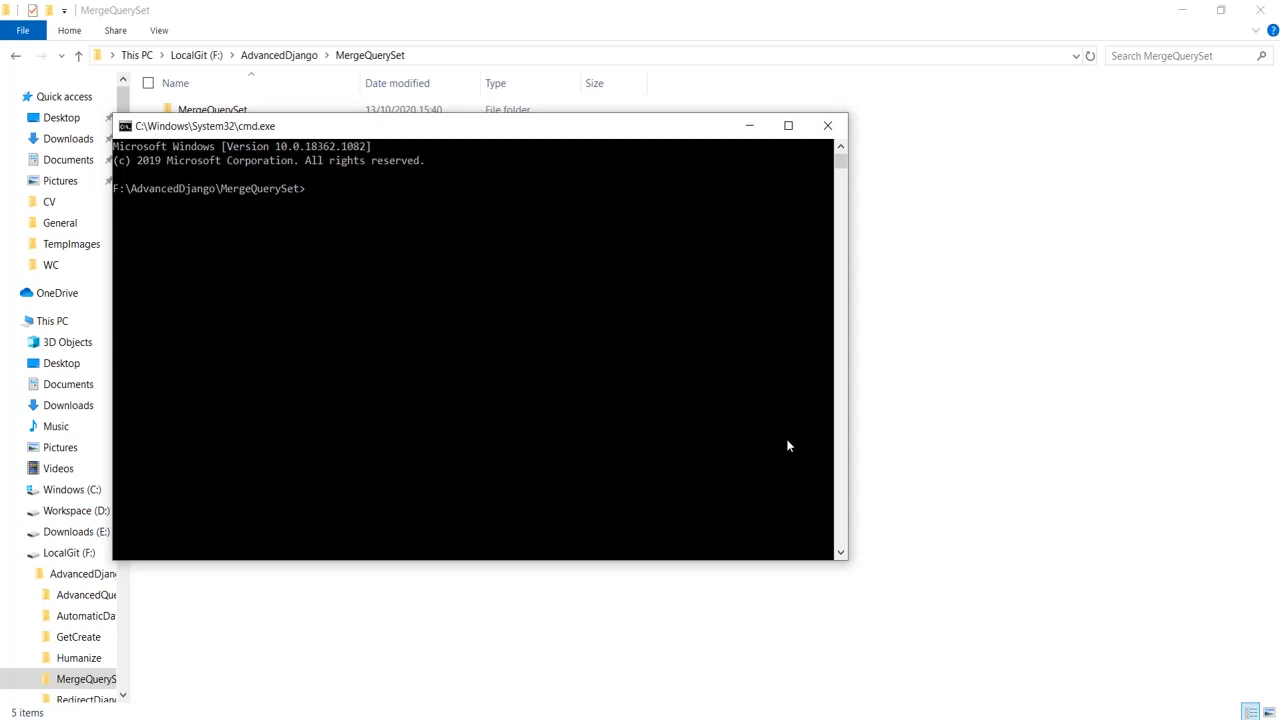 MergeQuerySet
File
Home
Share
View
This PC
LocalGit (F:)
AdvancedDjango
MergeQuerySet
Search MergeQuerySet
Name
Date modified
Type
Size
MergeQuerySet
13/10/2020 15:40
File folder
C:\Windows\System32\cmd.exe
Microsoft Windows [Version 10.0.18362.1082]
(c) 2019 Microsoft Corporation. All rights reserved.
F:\AdvancedDjango\MergeQuerySet>
Quick access
Desktop
Downloads
Documents
Pictures
CV
General
TempImages
WC
OneDrive
This PC
3D Objects
Desktop
Documents
Downloads
Music
Pictures
Videos
Windows (C:)
Workspace (D:)
Downloads (E:)
LocalGit (F:)
AdvancedDjan
AdvancedQue
AutomaticDa
GetCreate
Humanize
MergeQueryS
RedirectDjan
5 items